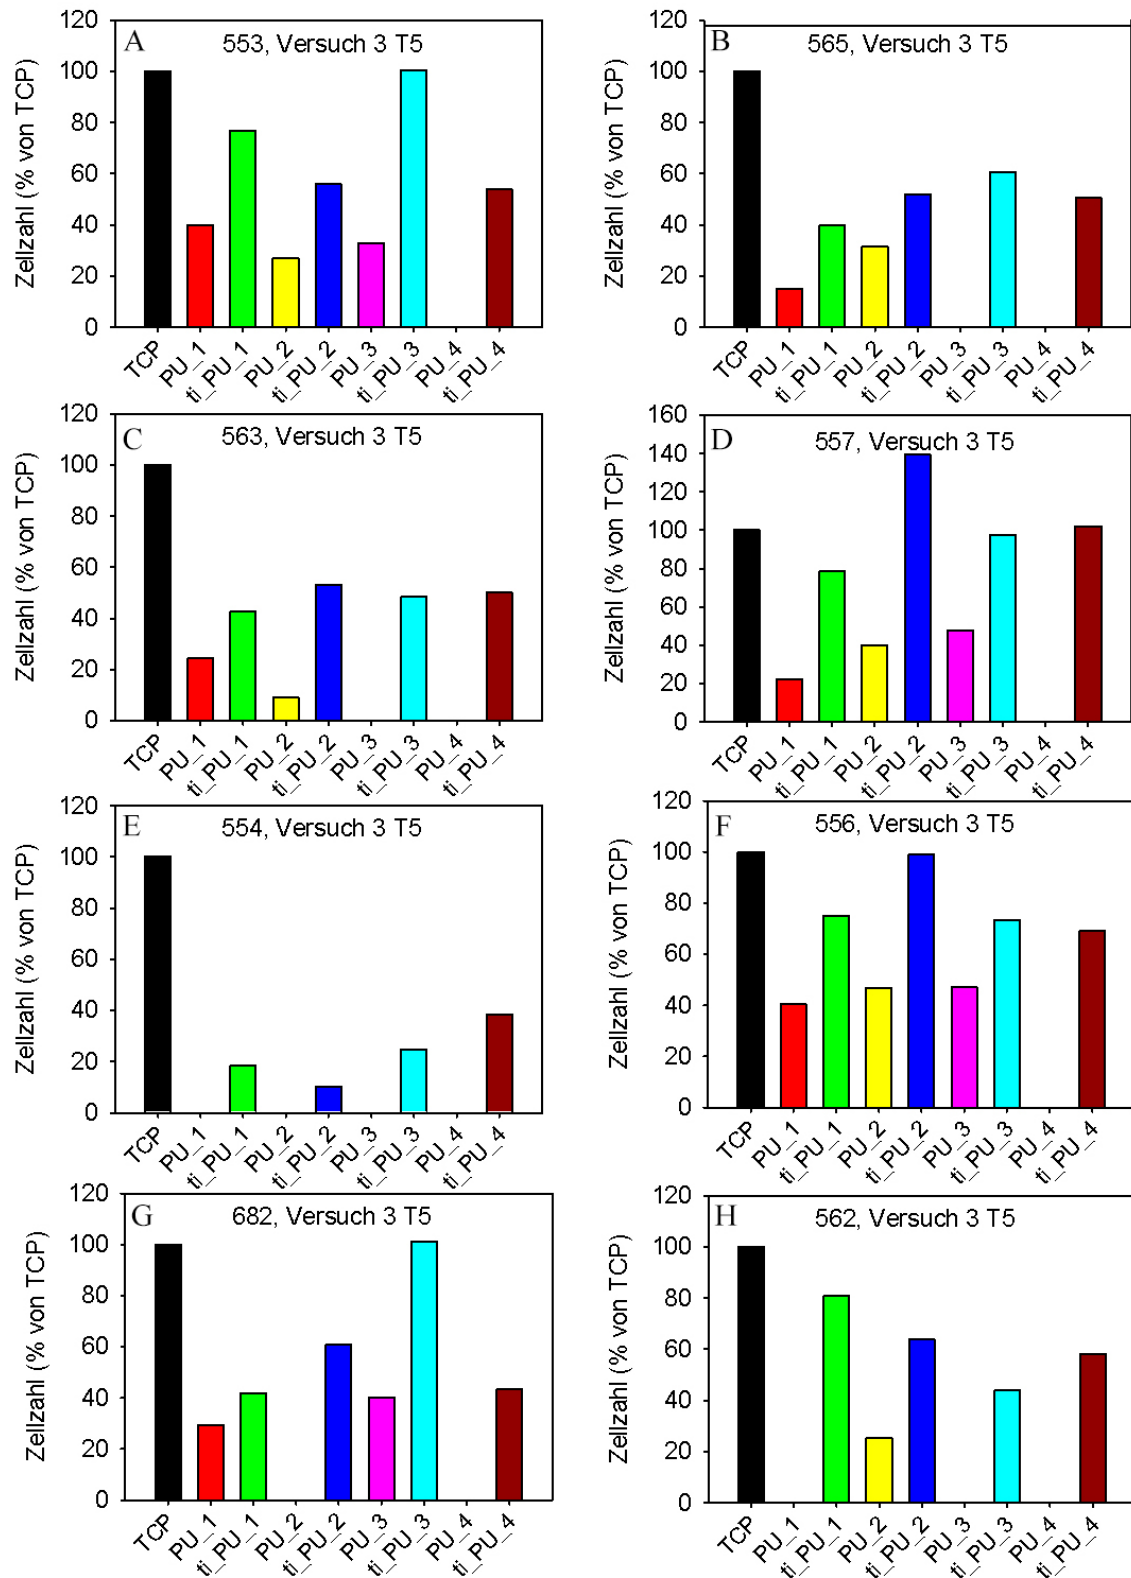 A 553, Versuch 3 T5
Zellzahl (% von TCP)
120
100
80
60
40
20
0
TCP PU_1 ti_PU_1 PU_2 ti_PU_2 PU_3 ti_PU_3 PU_4 ti_PU_4
B 565, Versuch 3 T5
Zellzahl (% von TCP)
120
100
80
60
40
20
0
TCP PU_1 ti_PU_1 PU_2 ti_PU_2 PU_3 ti_PU_3 PU_4 ti_PU_4
C 563, Versuch 3 T5
Zellzahl (% von TCP)
120
100
80
60
40
20
0
TCP PU_1 ti_PU_1 PU_2 ti_PU_2 PU_3 ti_PU_3 PU_4 ti_PU_4
D 557, Versuch 3 T5
Zellzahl (% von TCP)
160
140
120
100
80
60
40
20
0
TCP PU_1 ti_PU_1 PU_2 ti_PU_2 PU_3 ti_PU_3 PU_4 ti_PU_4
E 554, Versuch 3 T5
Zellzahl (% von TCP)
120
100
80
60
40
20
0
TCP PU_1 ti_PU_1 PU_2 ti_PU_2 PU_3 ti_PU_3 PU_4 ti_PU_4
F 556, Versuch 3 T5
Zellzahl (% von TCP)
120
100
80
60
40
20
0
TCP PU_1 ti_PU_1 PU_2 ti_PU_2 PU_3 ti_PU_3 PU_4 ti_PU_4
G 682, Versuch 3 T5
Zellzahl (% von TCP)
120
100
80
60
40
20
0
TCP PU_1 ti_PU_1 PU_2 ti_PU_2 PU_3 ti_PU_3 PU_4 ti_PU_4
H 562, Versuch 3 T5
Zellzahl (% von TCP)
120
100
80
60
40
20
0
TCP PU_1 ti_PU_1 PU_2 ti_PU_2 PU_3 ti_PU_3 PU_4 ti_PU_4